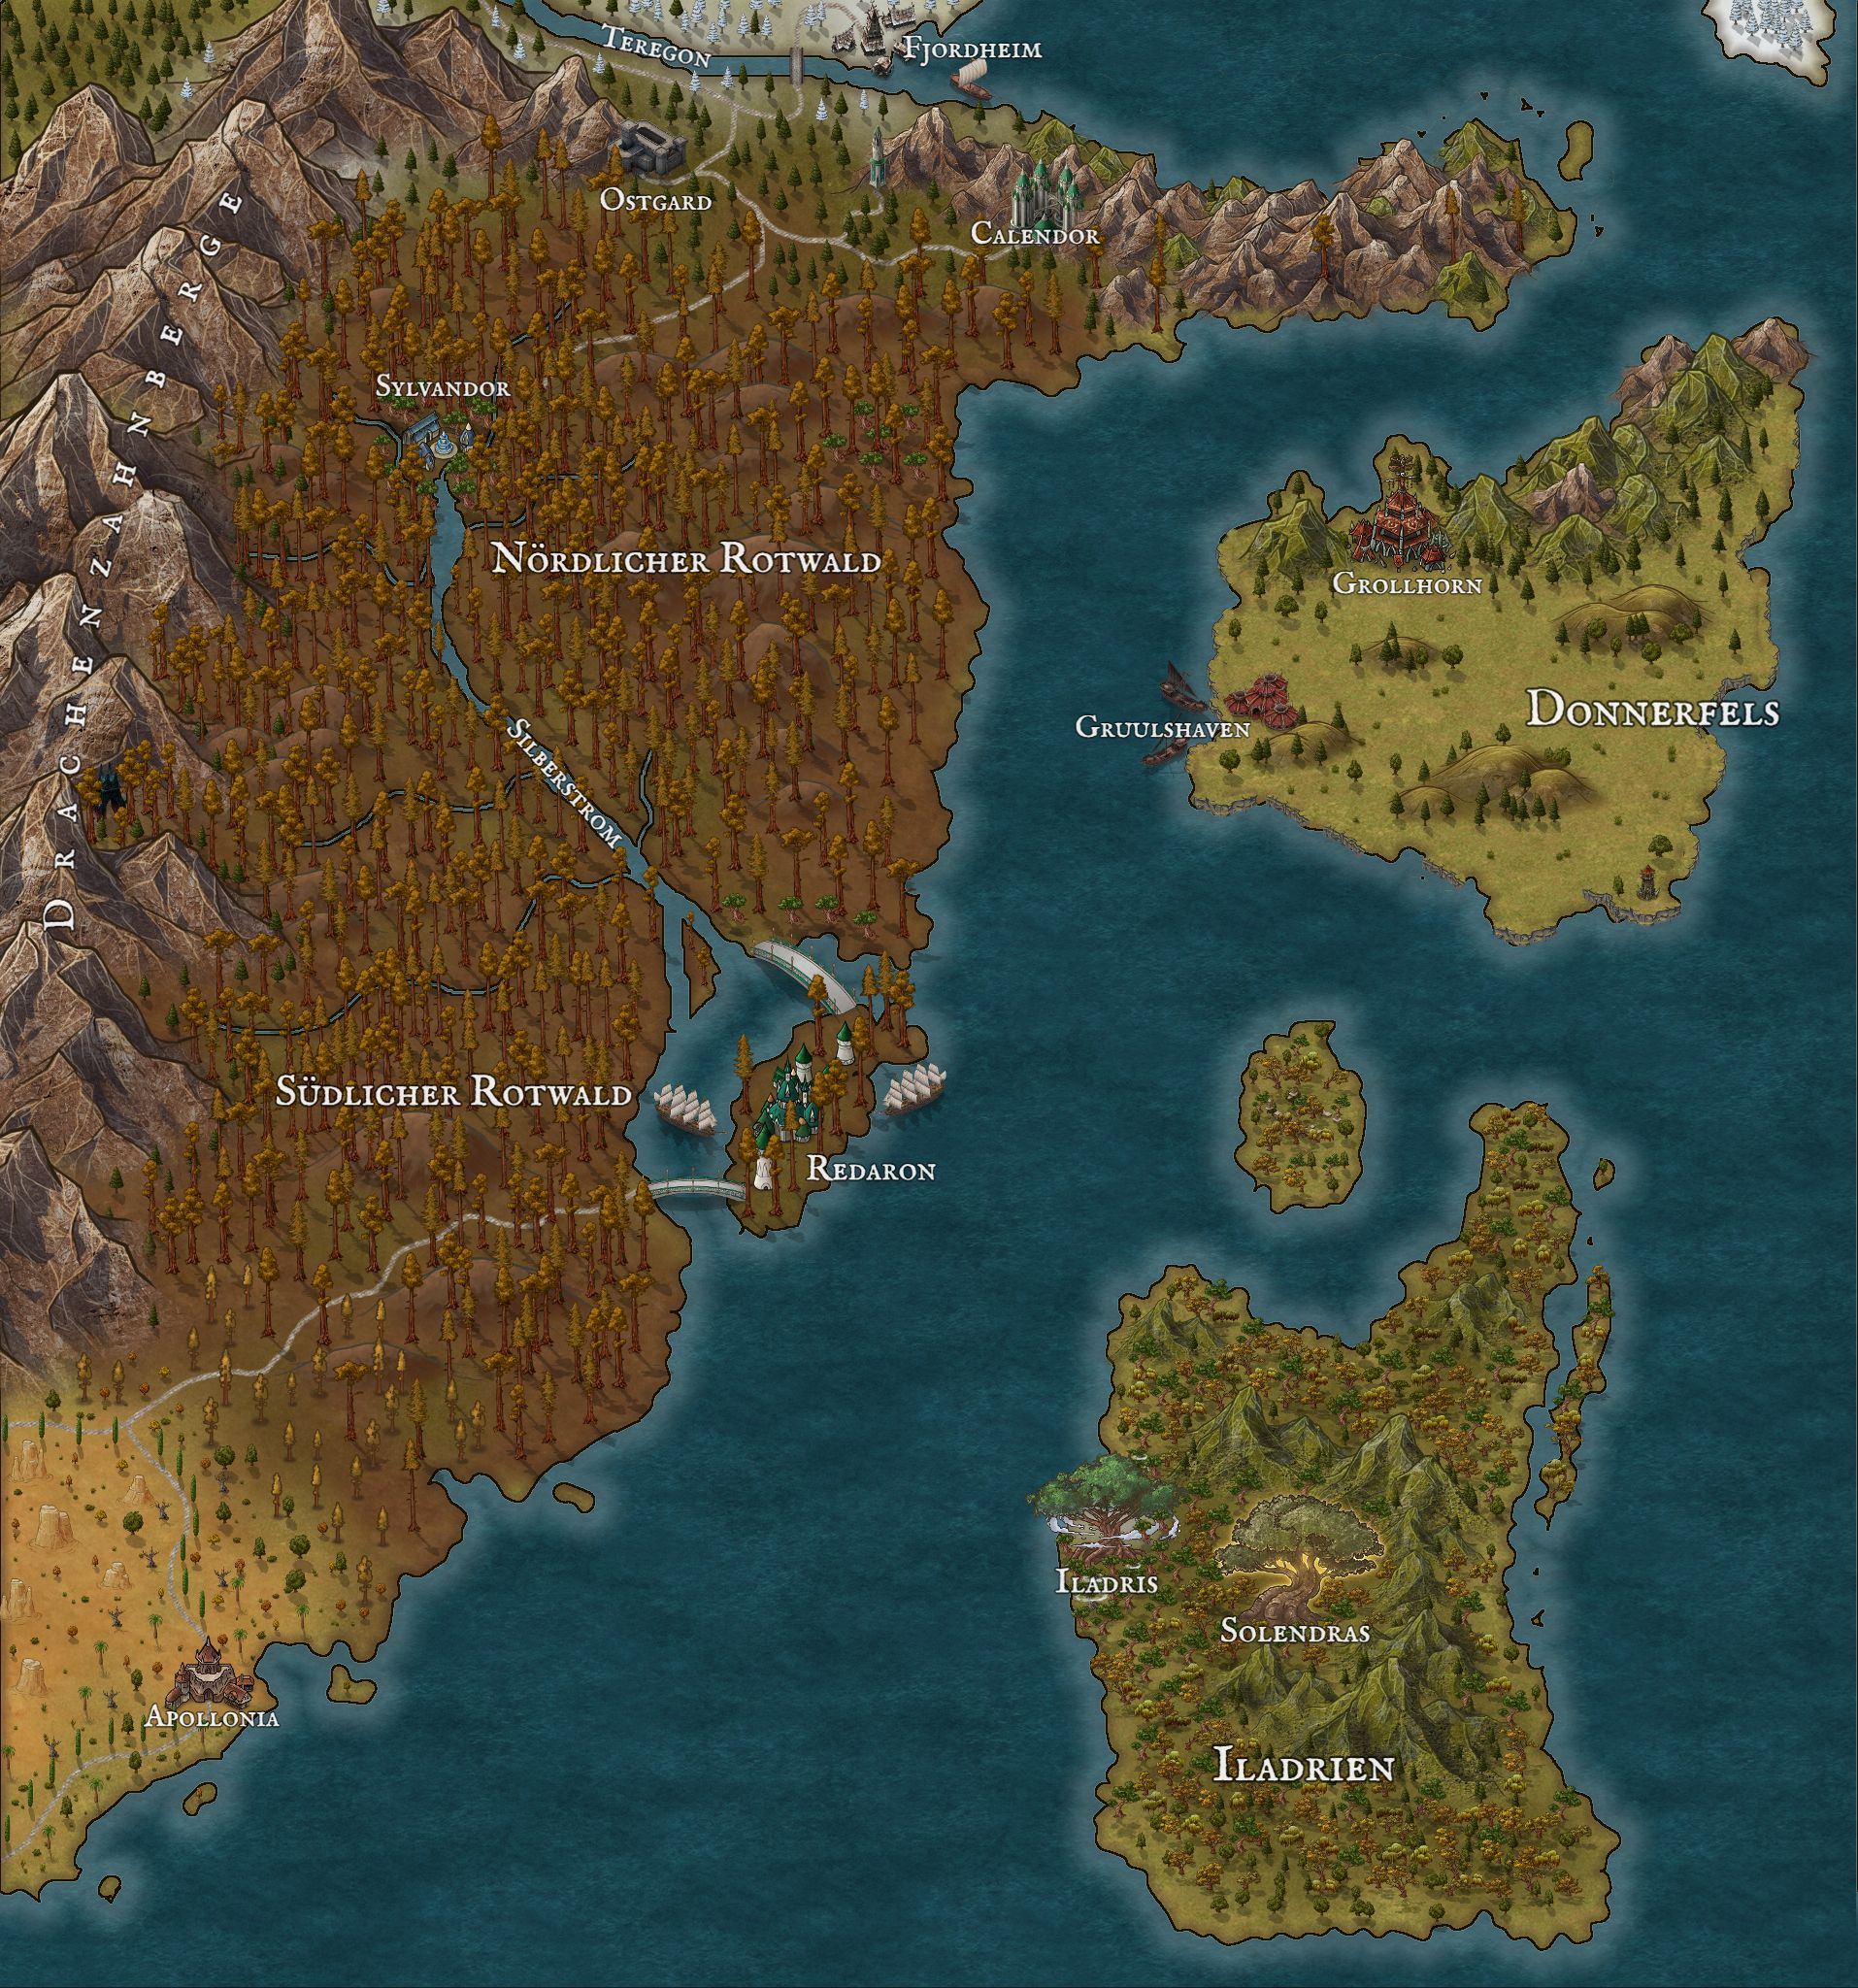 Teregon
Fjordheim
Ostgard
Calendor
Drachenzahnberge
Sylvandor
Nördlicher Rotwald
Grollhorn
Donnerfels
Gruulshaven
Silberstrom
Südlicher Rotwald
Redaron
Iladris
Solendras
Apollonia
Iladrien